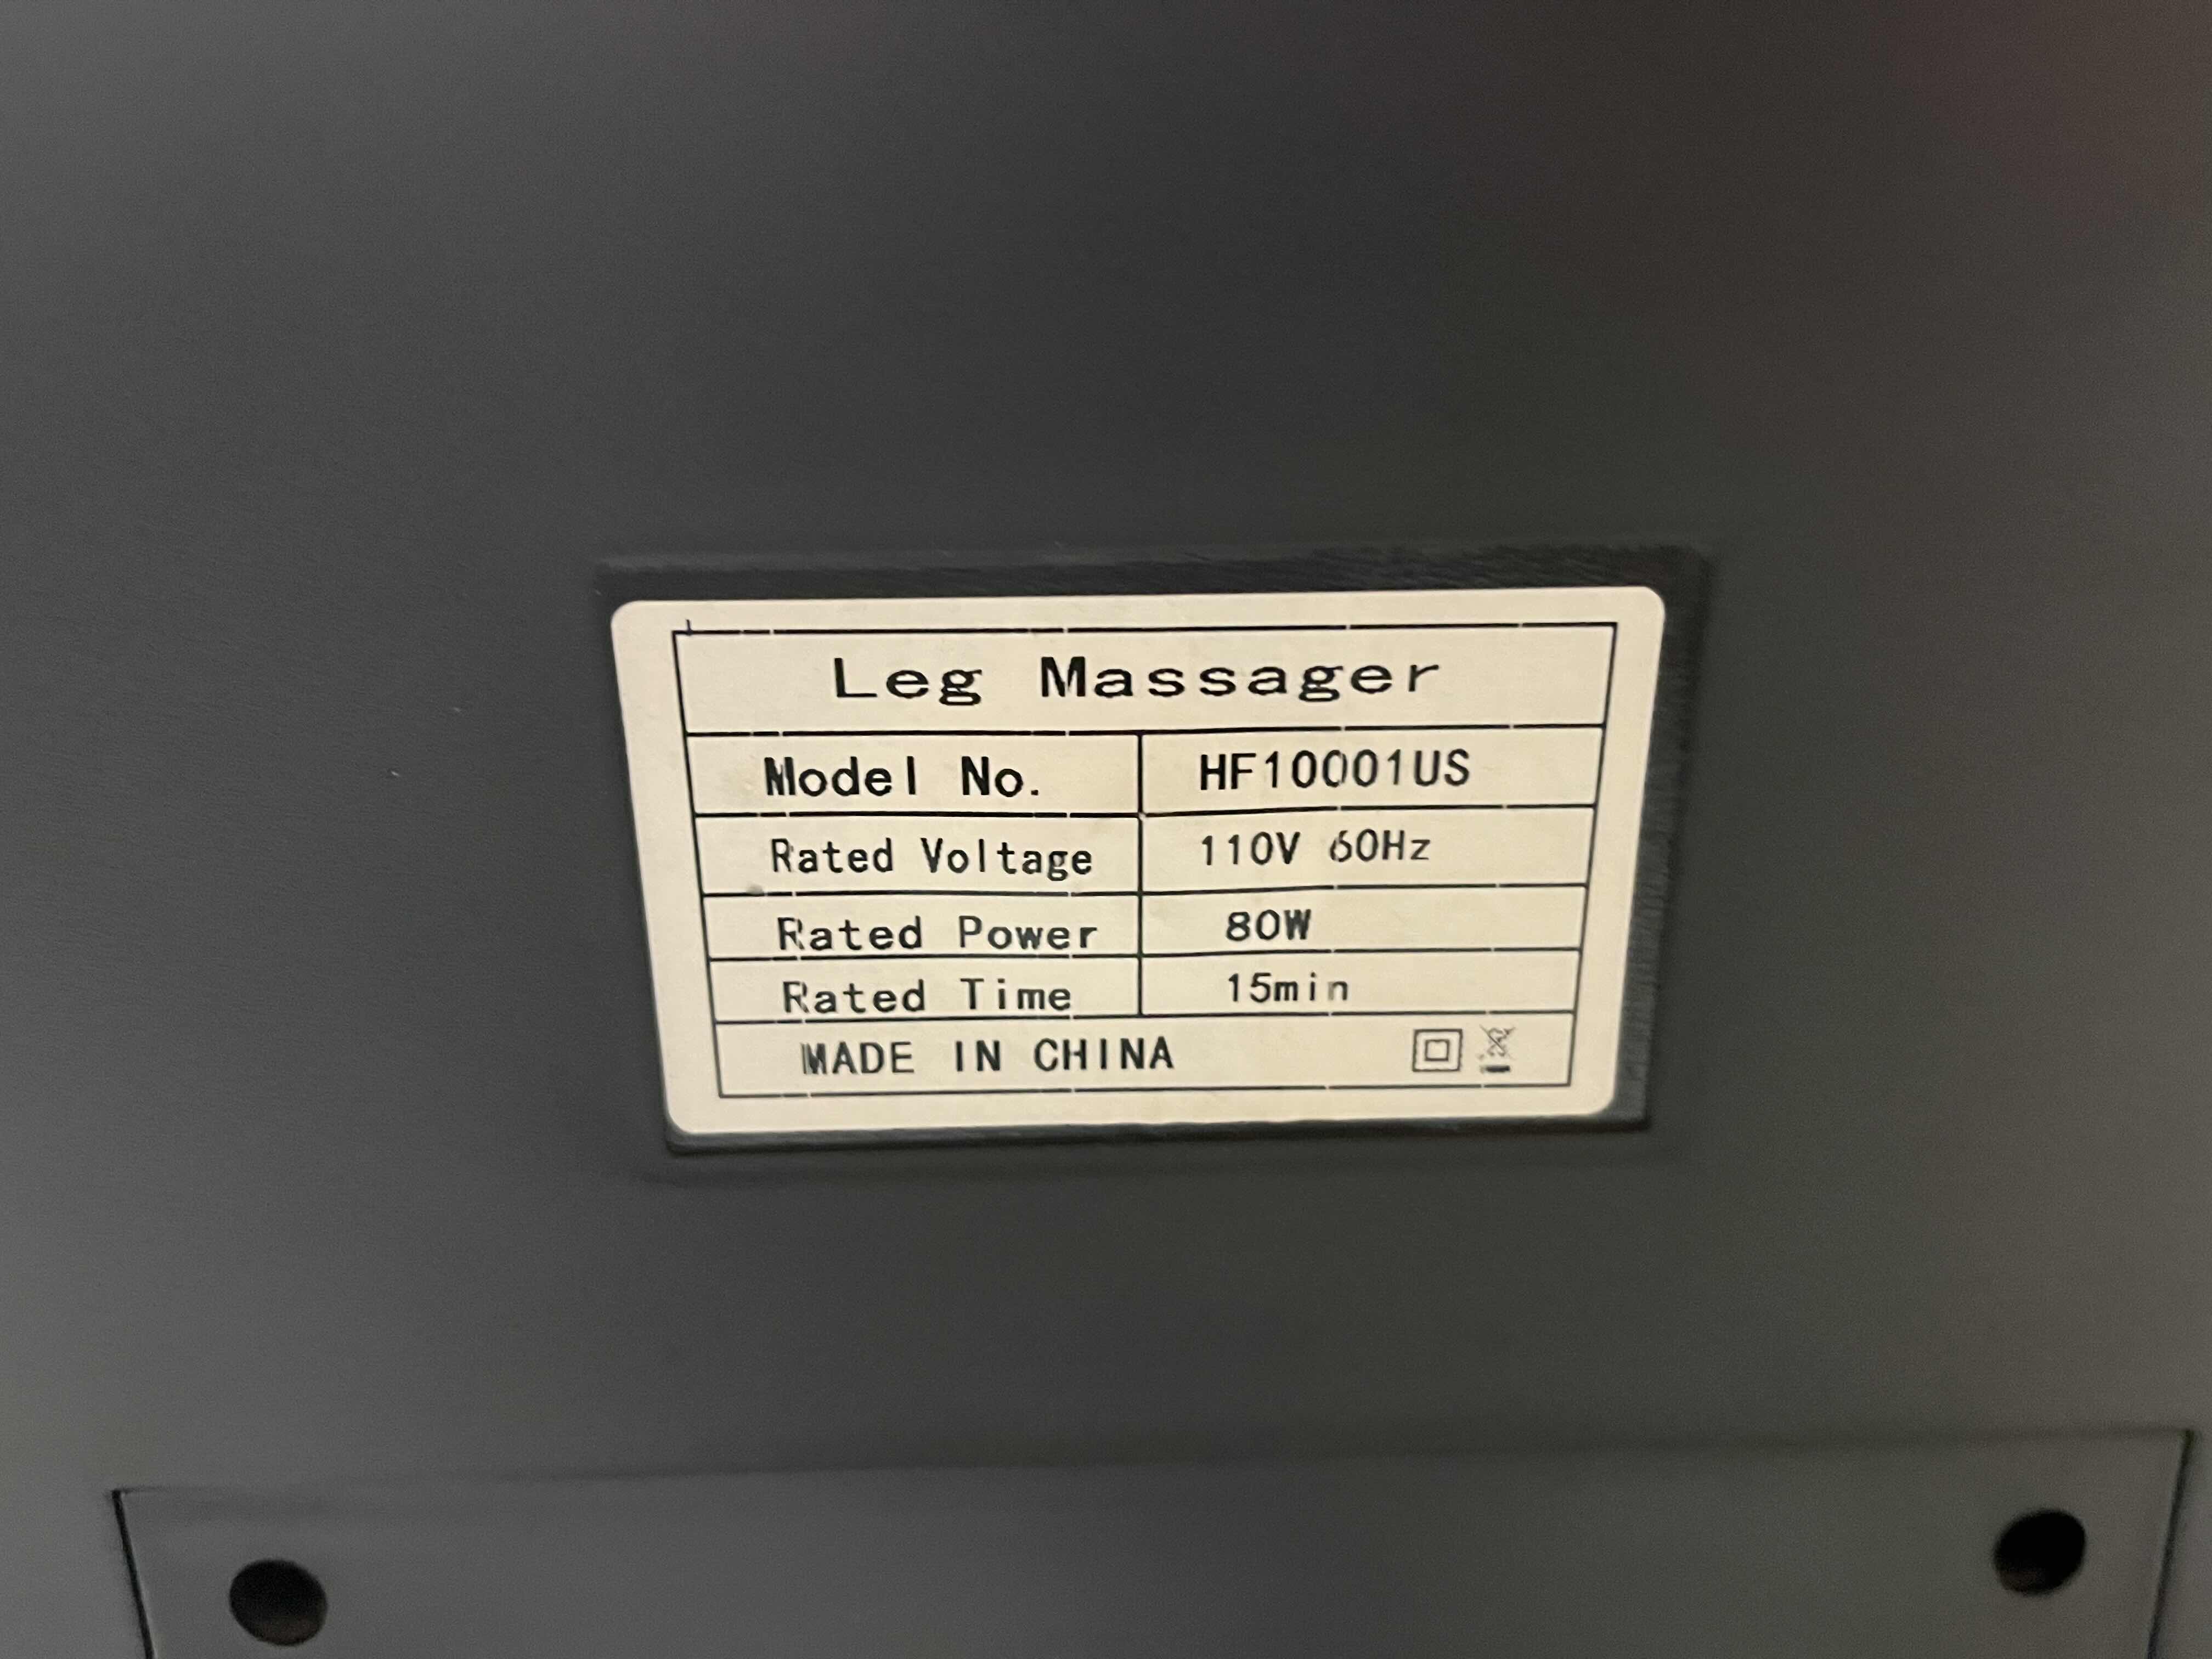 Leg Massager
Model No. HF10001US
Rated Voltage 110V 60Hz
Rated Power 80W
Rated Time 15min
MADE IN CHINA